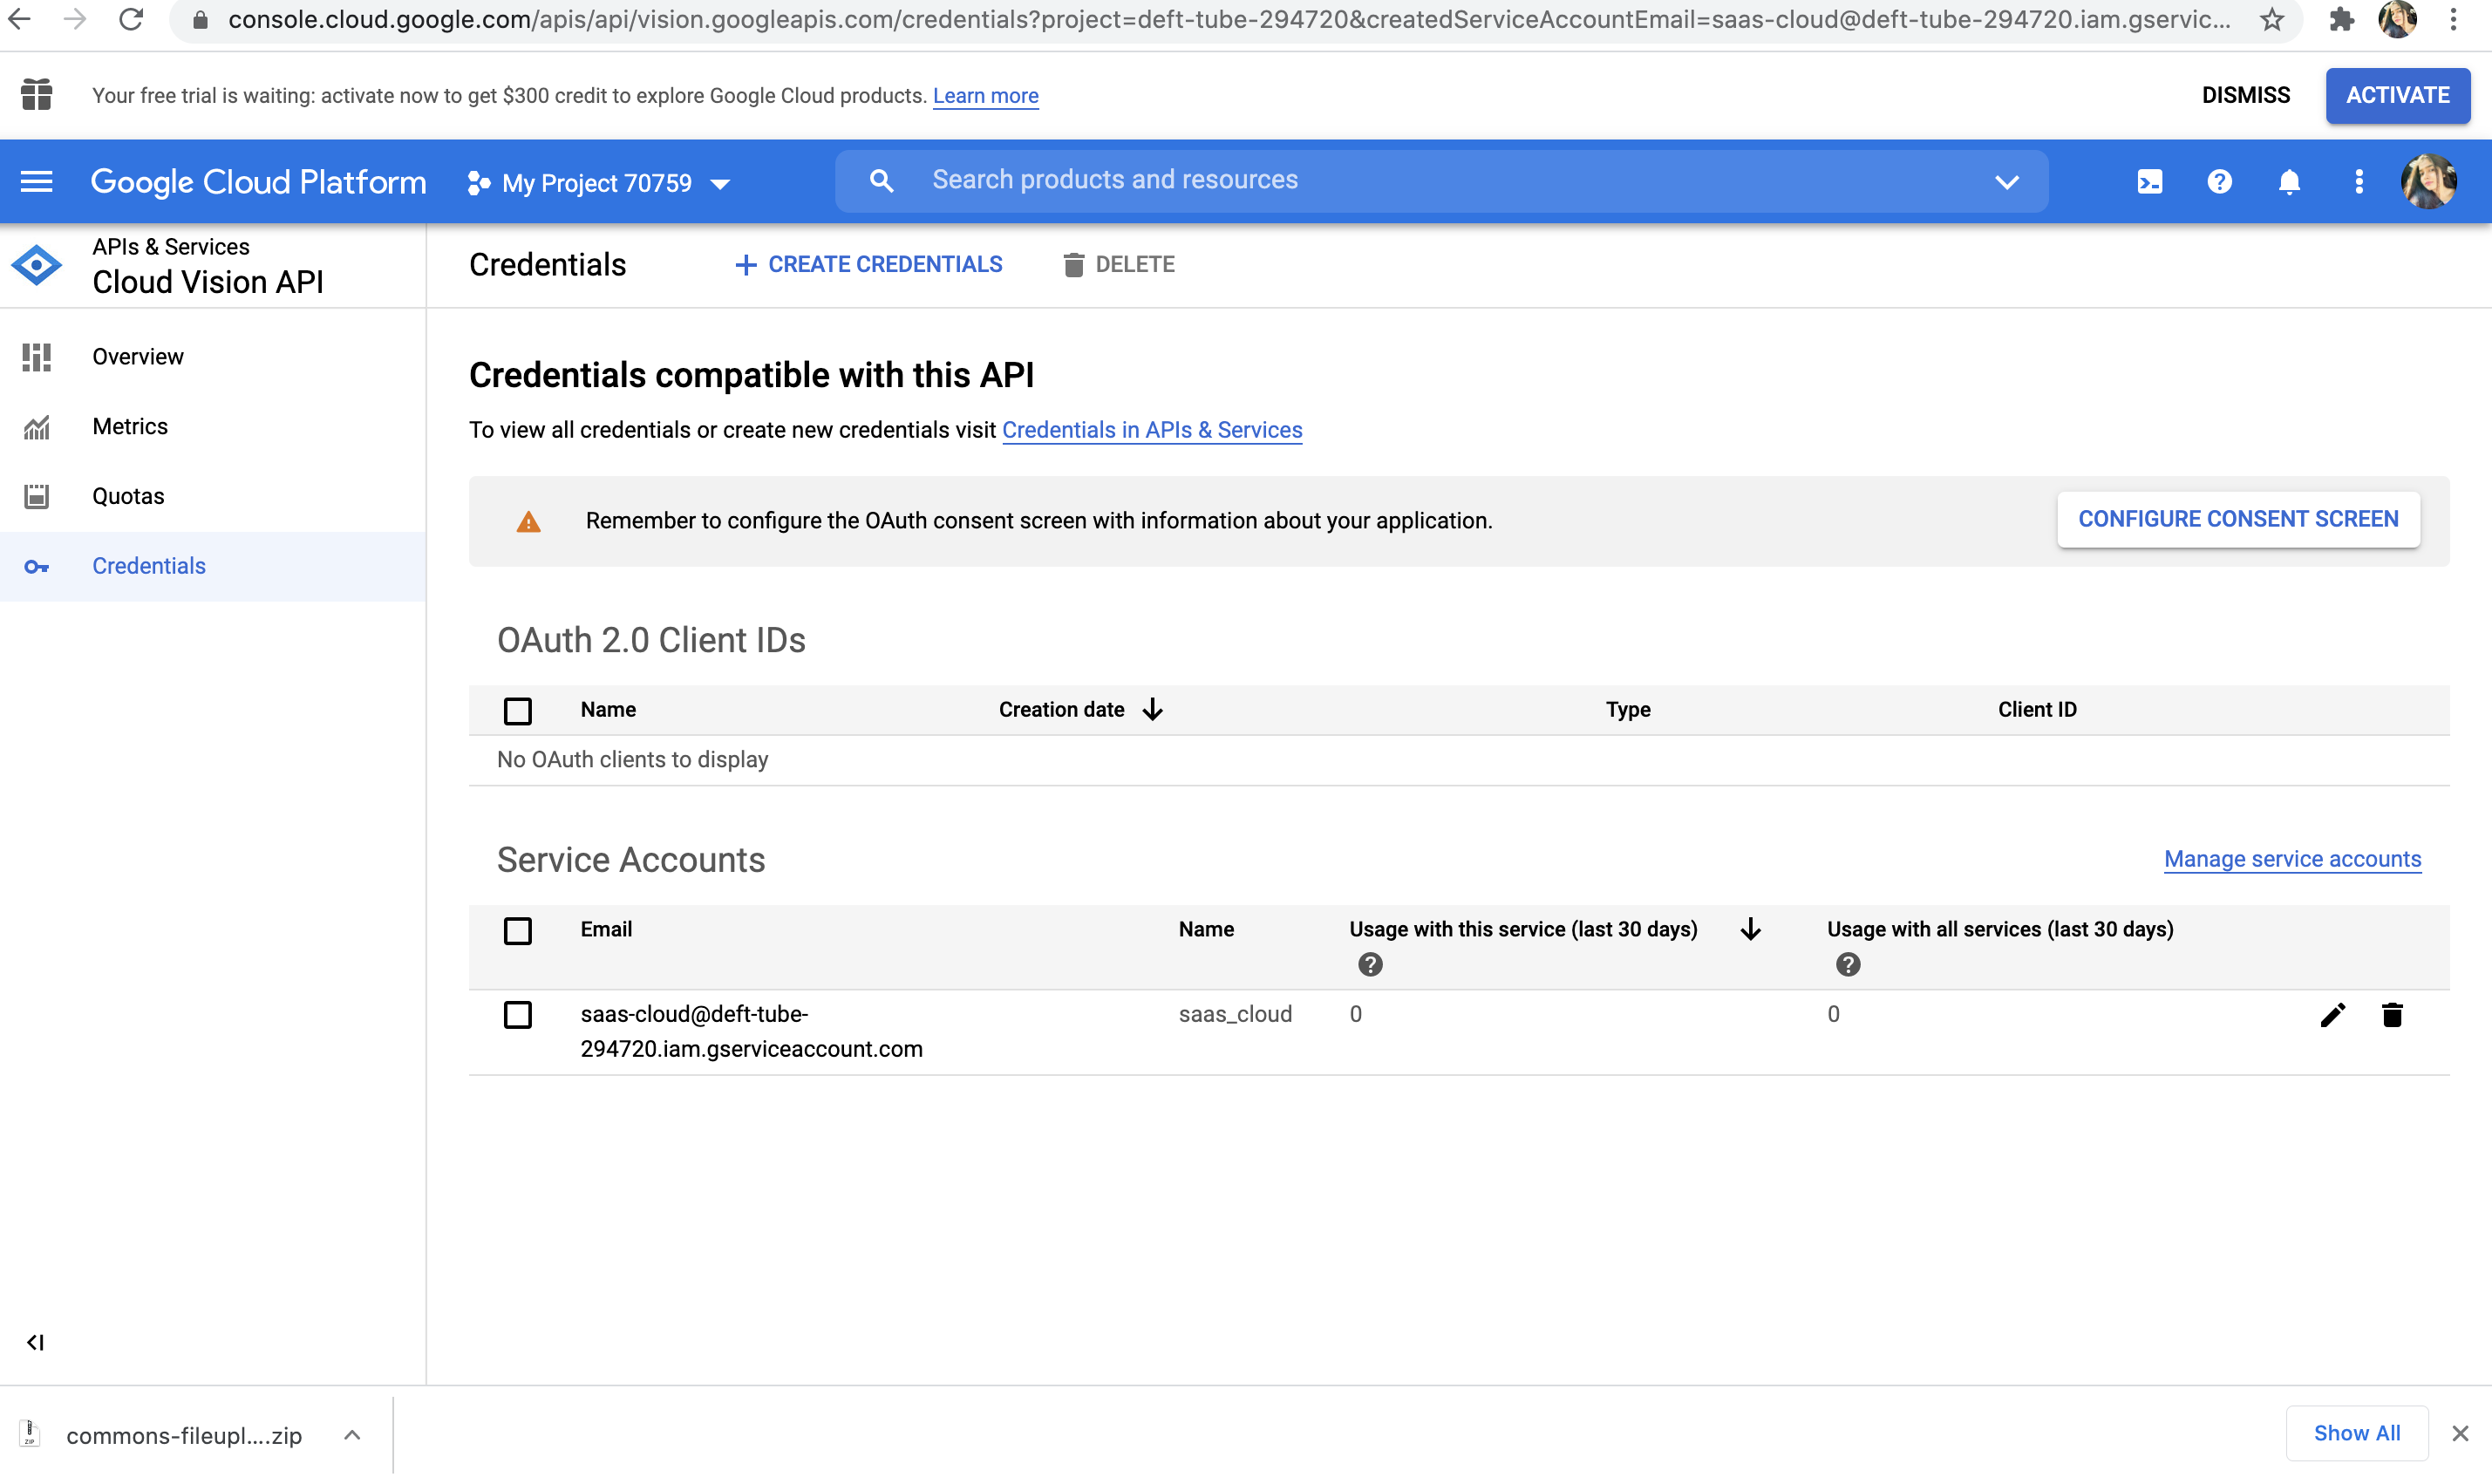 console.cloud.google.com/apis/api/vision.googleapis.com/credentials?project=deft-tube-294720&createdServiceAccountEmail=saas-cloud@deft-tube-294720.iam.gservic...
Your free trial is waiting: activate now to get $300 credit to explore Google Cloud products. Learn more
DISMISS
ACTIVATE
Google Cloud Platform
My Project 70759
Search products and resources
APIs & Services
Cloud Vision API
Credentials
CREATE CREDENTIALS
DELETE
Overview
Metrics
Quotas
Credentials
Credentials compatible with this API
To view all credentials or create new credentials visit Credentials in APIs & Services
Remember to configure the OAuth consent screen with information about your application.
CONFIGURE CONSENT SCREEN
OAuth 2.0 Client IDs
Name Creation date Type Client ID
No OAuth clients to display
Service Accounts
Manage service accounts
Email Name Usage with this service (last 30 days) Usage with all services (last 30 days)
saas-cloud@deft-tube-
294720.iam.gserviceaccount.com
saas_cloud 0 0
ZIP
commons-fileupl....zip
Show All